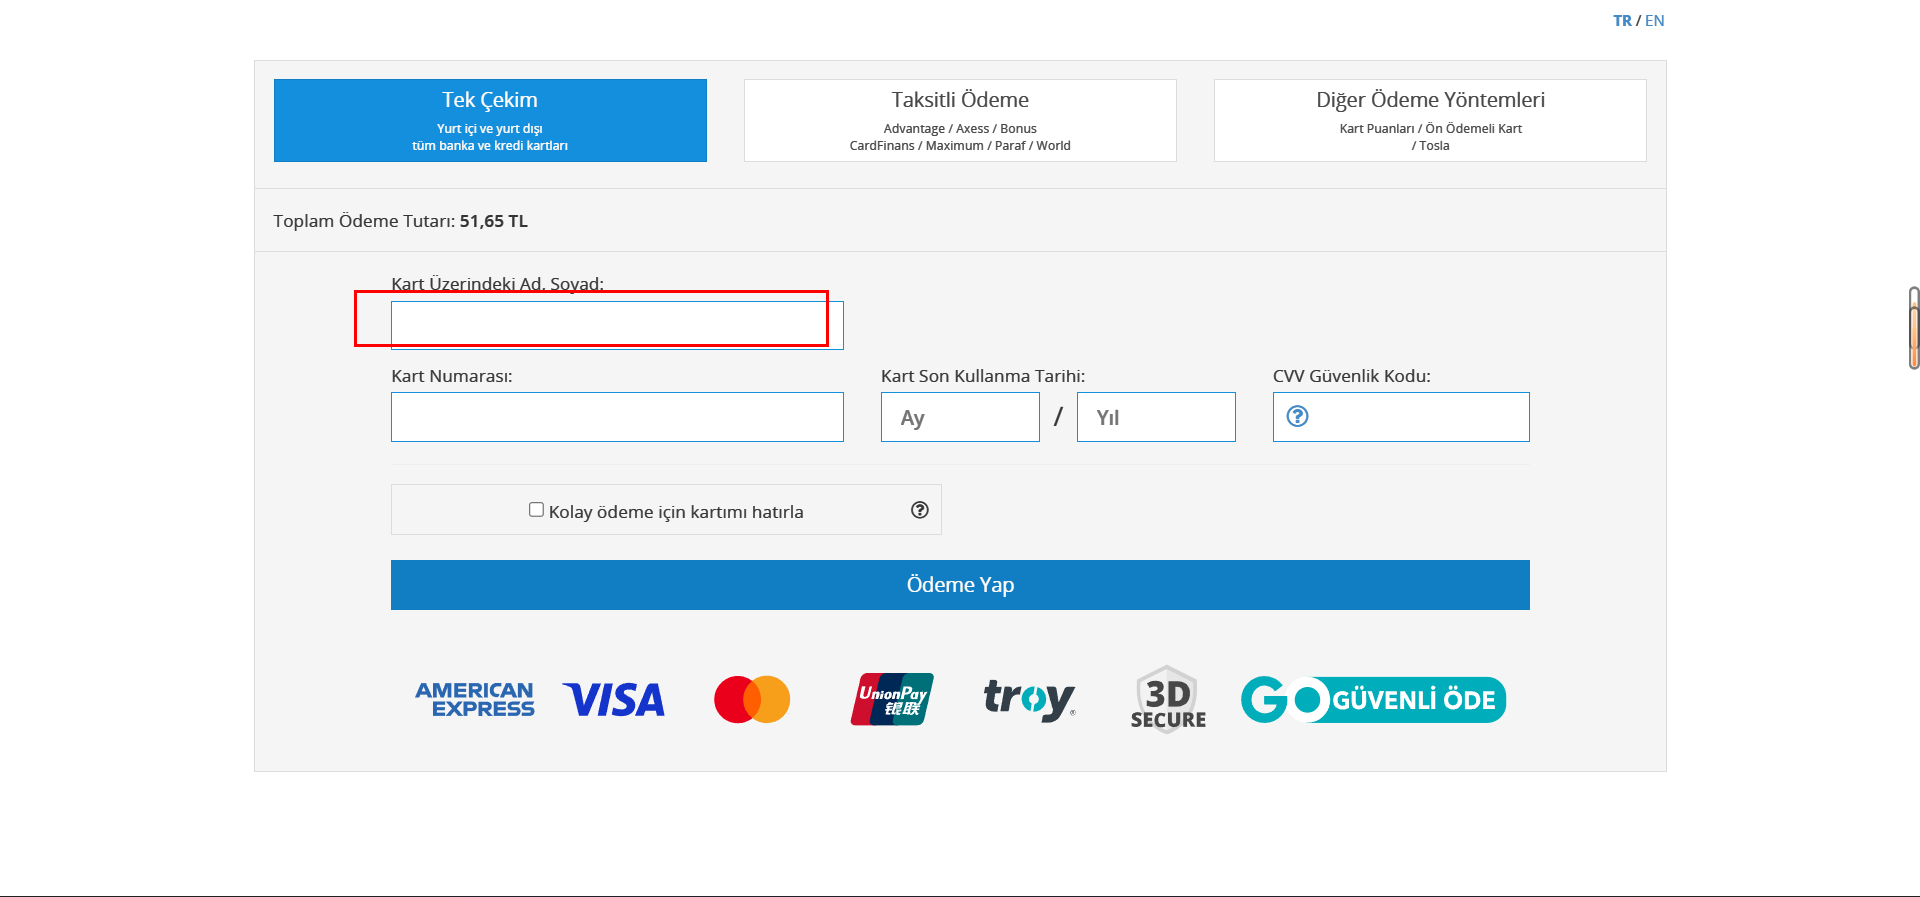 TR / EN
Tek Çekim
Yurt içi ve yurt dışı
tüm banka ve kredi kartları
Taksitli Ödeme
Advantage / Axess / Bonus
CardFinans / Maximum / Paraf / World
Diğer Ödeme Yöntemleri
Kart Puanları / Ön Ödemeli Kart
/ Tosla
Toplam Ödeme Tutarı: 51,65 TL
Kart Üzerindeki Ad, Soyad:
Kart Numarası:
Kart Son Kullanma Tarihi:
CVV Güvenlik Kodu:
Ay
/
Yıl
?
Kolay ödeme için kartımı hatırla
?
Ödeme Yap
AMERICAN
EXPRESS
VISA
UnionPay
银联
troy®
3D
SECURE
GO GÜVENLİ ÖDE